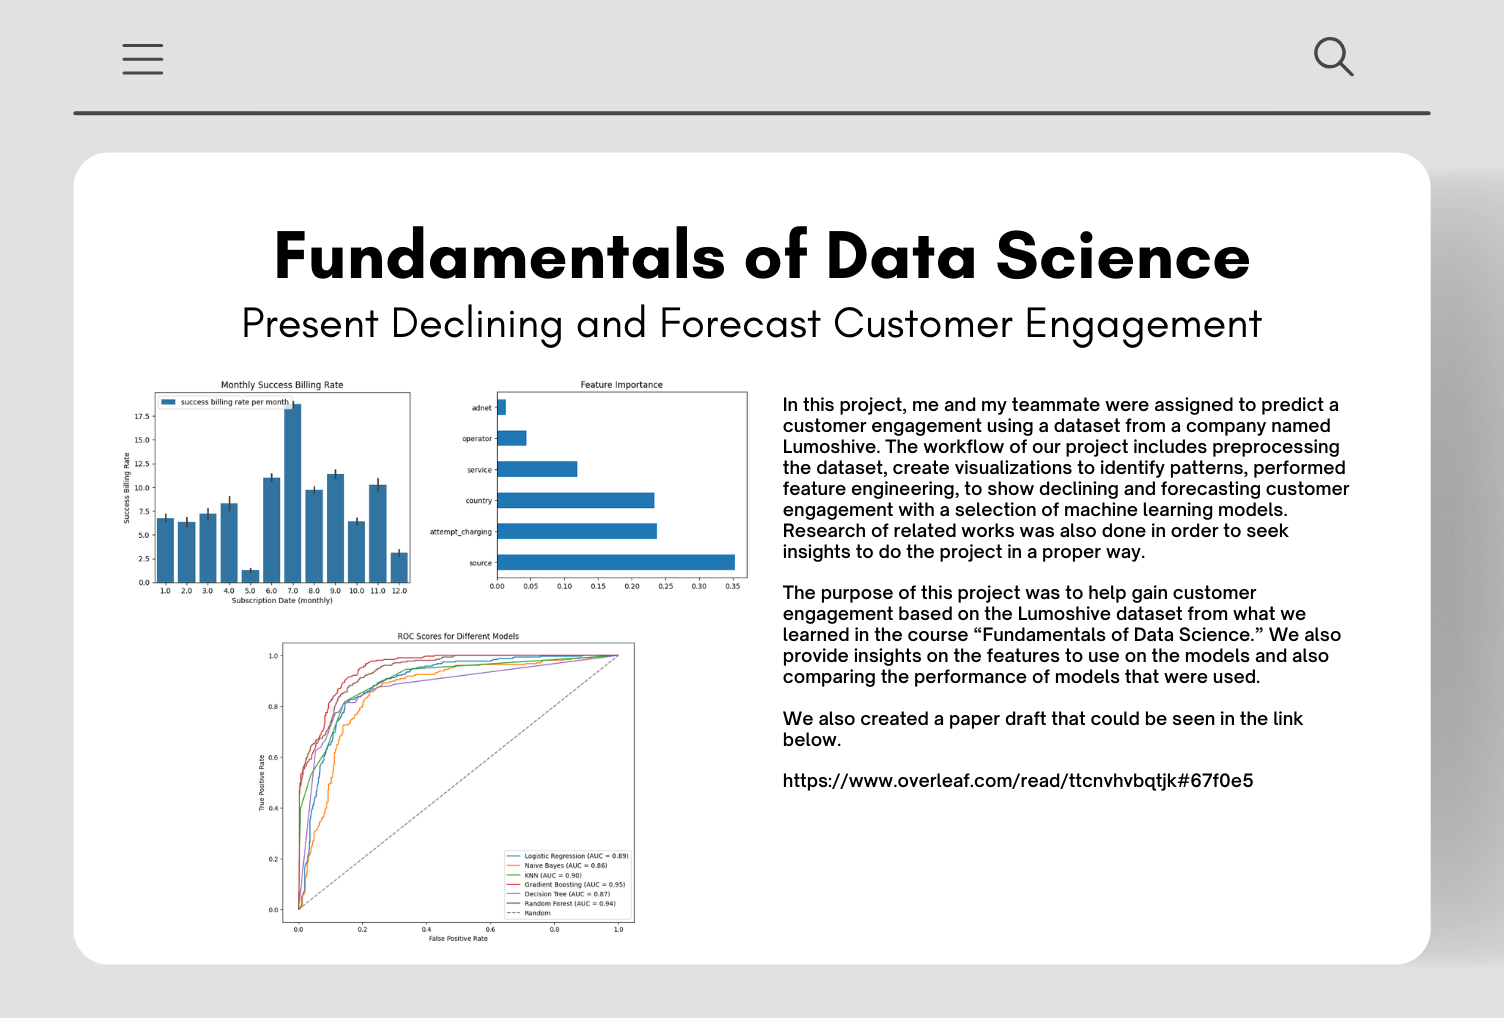 Fundamentals of Data Science
Present Declining and Forecast Customer Engagement
Monthly Success Billing Rate
success billing rate per month
Success Billing Rate
17.5
15.0
12.5
10.0
7.5
5.0
2.5
0.0
1.0 2.0 3.0 4.0 5.0 6.0 7.0 8.0 9.0 10.0 11.0 12.0
Subscription Date (monthly)
Feature Importance
adnet
operator
service
country
attempt_charging
source
0.00 0.05 0.10 0.15 0.20 0.25 0.30 0.35
ROC Scores for Different Models
True Positive Rate
1.0
0.8
0.6
0.4
0.2
0.0
Logistic Regression (AUC = 0.89)
Naive Bayes (AUC = 0.86)
KNN (AUC = 0.90)
Gradient Boosting (AUC = 0.95)
Decision Tree (AUC = 0.87)
Random Forest (AUC = 0.94)
Random
0.0 0.2 0.4 0.6 0.8 1.0
False Positive Rate
In this project, me and my teammate were assigned to predict a
customer engagement using a dataset from a company named
Lumoshive. The workflow of our project includes preprocessing
the dataset, create visualizations to identify patterns, performed
feature engineering, to show declining and forecasting customer
engagement with a selection of machine learning models.
Research of related works was also done in order to seek
insights to do the project in a proper way.
The purpose of this project was to help gain customer
engagement based on the Lumoshive dataset from what we
learned in the course “Fundamentals of Data Science.” We also
provide insights on the features to use on the models and also
comparing the performance of models that were used.
We also created a paper draft that could be seen in the link
below.
https://www.overleaf.com/read/ttcnvhvbqtjk#67f0e5